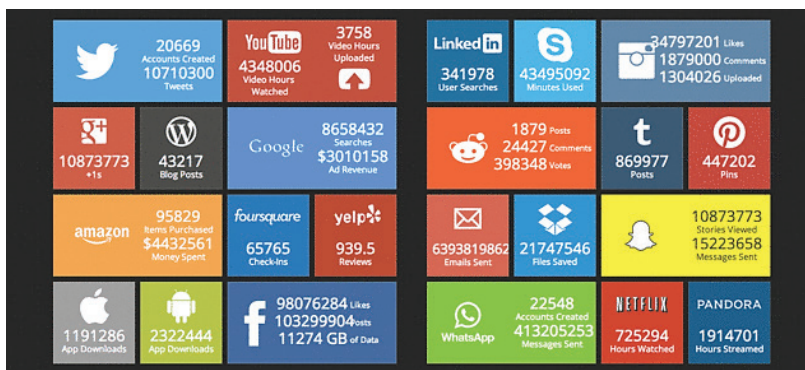 20669
Accounts Created
10710300
Tweets
You Tube
4348006
Video Hours
Watched
3758
Video Hours
Uploaded
Linked in
341978
User Searches
S
43495092
Minutes Used
34797201 Likes
1879000 Comments
1304026 Uploaded
g+
10873773
+1s
W
43217
Blog Posts
Google
8658432
Searches
$3010158
Ad Revenue
1879 Posts
24427 Comments
398348 Votes
t
869977
Posts
P
447202
Pins
amazon
95829
Items Purchased
$4432561
Money Spent
foursquare
65765
Check-Ins
yelp
939.5
Reviews
6393819862
Emails Sent
21747546
Files Saved
10873773
Stories Viewed
15223658
Messages Sent
1191286
App Downloads
2322444
App Downloads
f
98076284 Likes
103299904 Posts
11274 GB of Data
WhatsApp
22548
Accounts Created
413205253
Messages Sent
NETFLIX
725294
Hours Watched
PANDORA
1914701
Hours Streamed